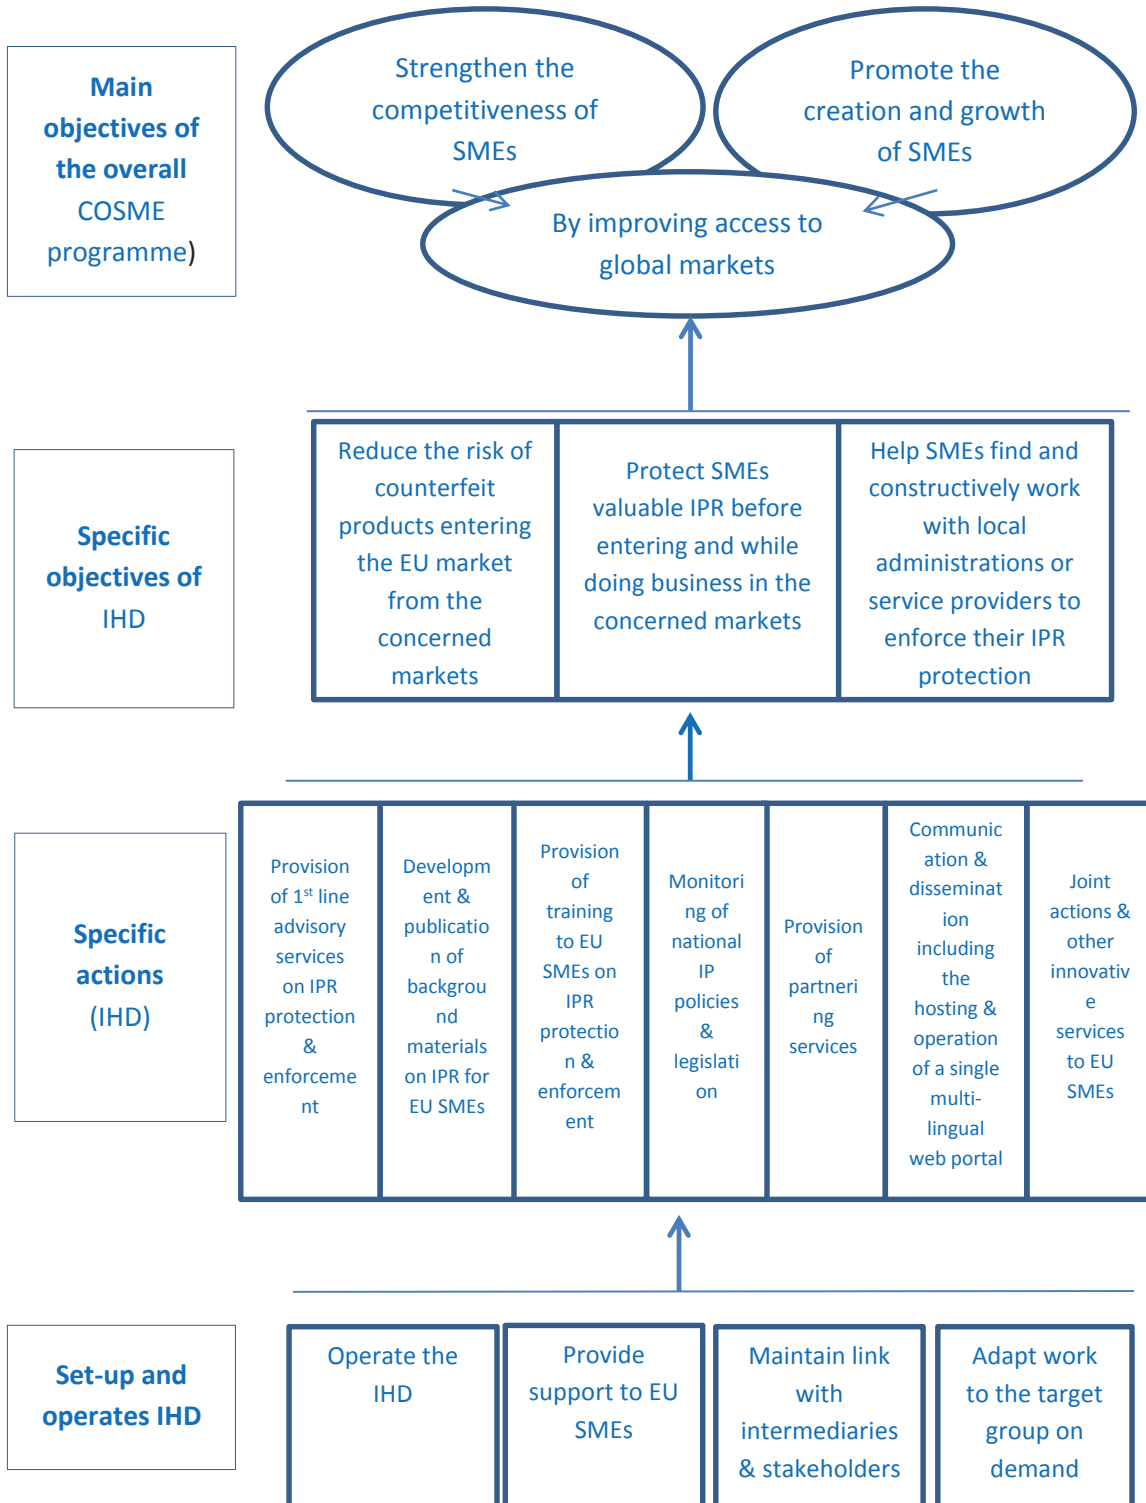 Main
objectives of
the overall
COSME
programme)
Strengthen the
competitiveness of
SMEs
Promote the
creation and growth
of SMEs
By improving access to
global markets
Specific
objectives of
IHD
Reduce the risk of
counterfeit
products entering
the EU market
from the
concerned
markets
Protect SMEs
valuable IPR before
entering and while
doing business in the
concerned markets
Help SMEs find and
constructively work
with local
administrations or
service providers to
enforce their IPR
protection
Specific
actions
(IHD)
Provision
of 1st line
advisory
services
on IPR
protection
&
enforceme
nt
Developm
ent &
publicatio
n of
backgrou
nd
materials
on IPR for
EU SMEs
Provision
of
training
to EU
SMEs on
IPR
protectio
n &
enforcem
ent
Monitori
ng of
national
IP
policies
&
legislati
on
Provision
of
partneri
ng
services
Communic
ation &
disseminat
ion
including
the
hosting &
operation
of a single
multi-
lingual
web portal
Joint
actions &
other
innovativ
e
services
to EU
SMEs
Set-up and
operates IHD
Operate the
IHD
Provide
support to EU
SMEs
Maintain link
with
intermediaries
& stakeholders
Adapt work
to the target
group on
demand